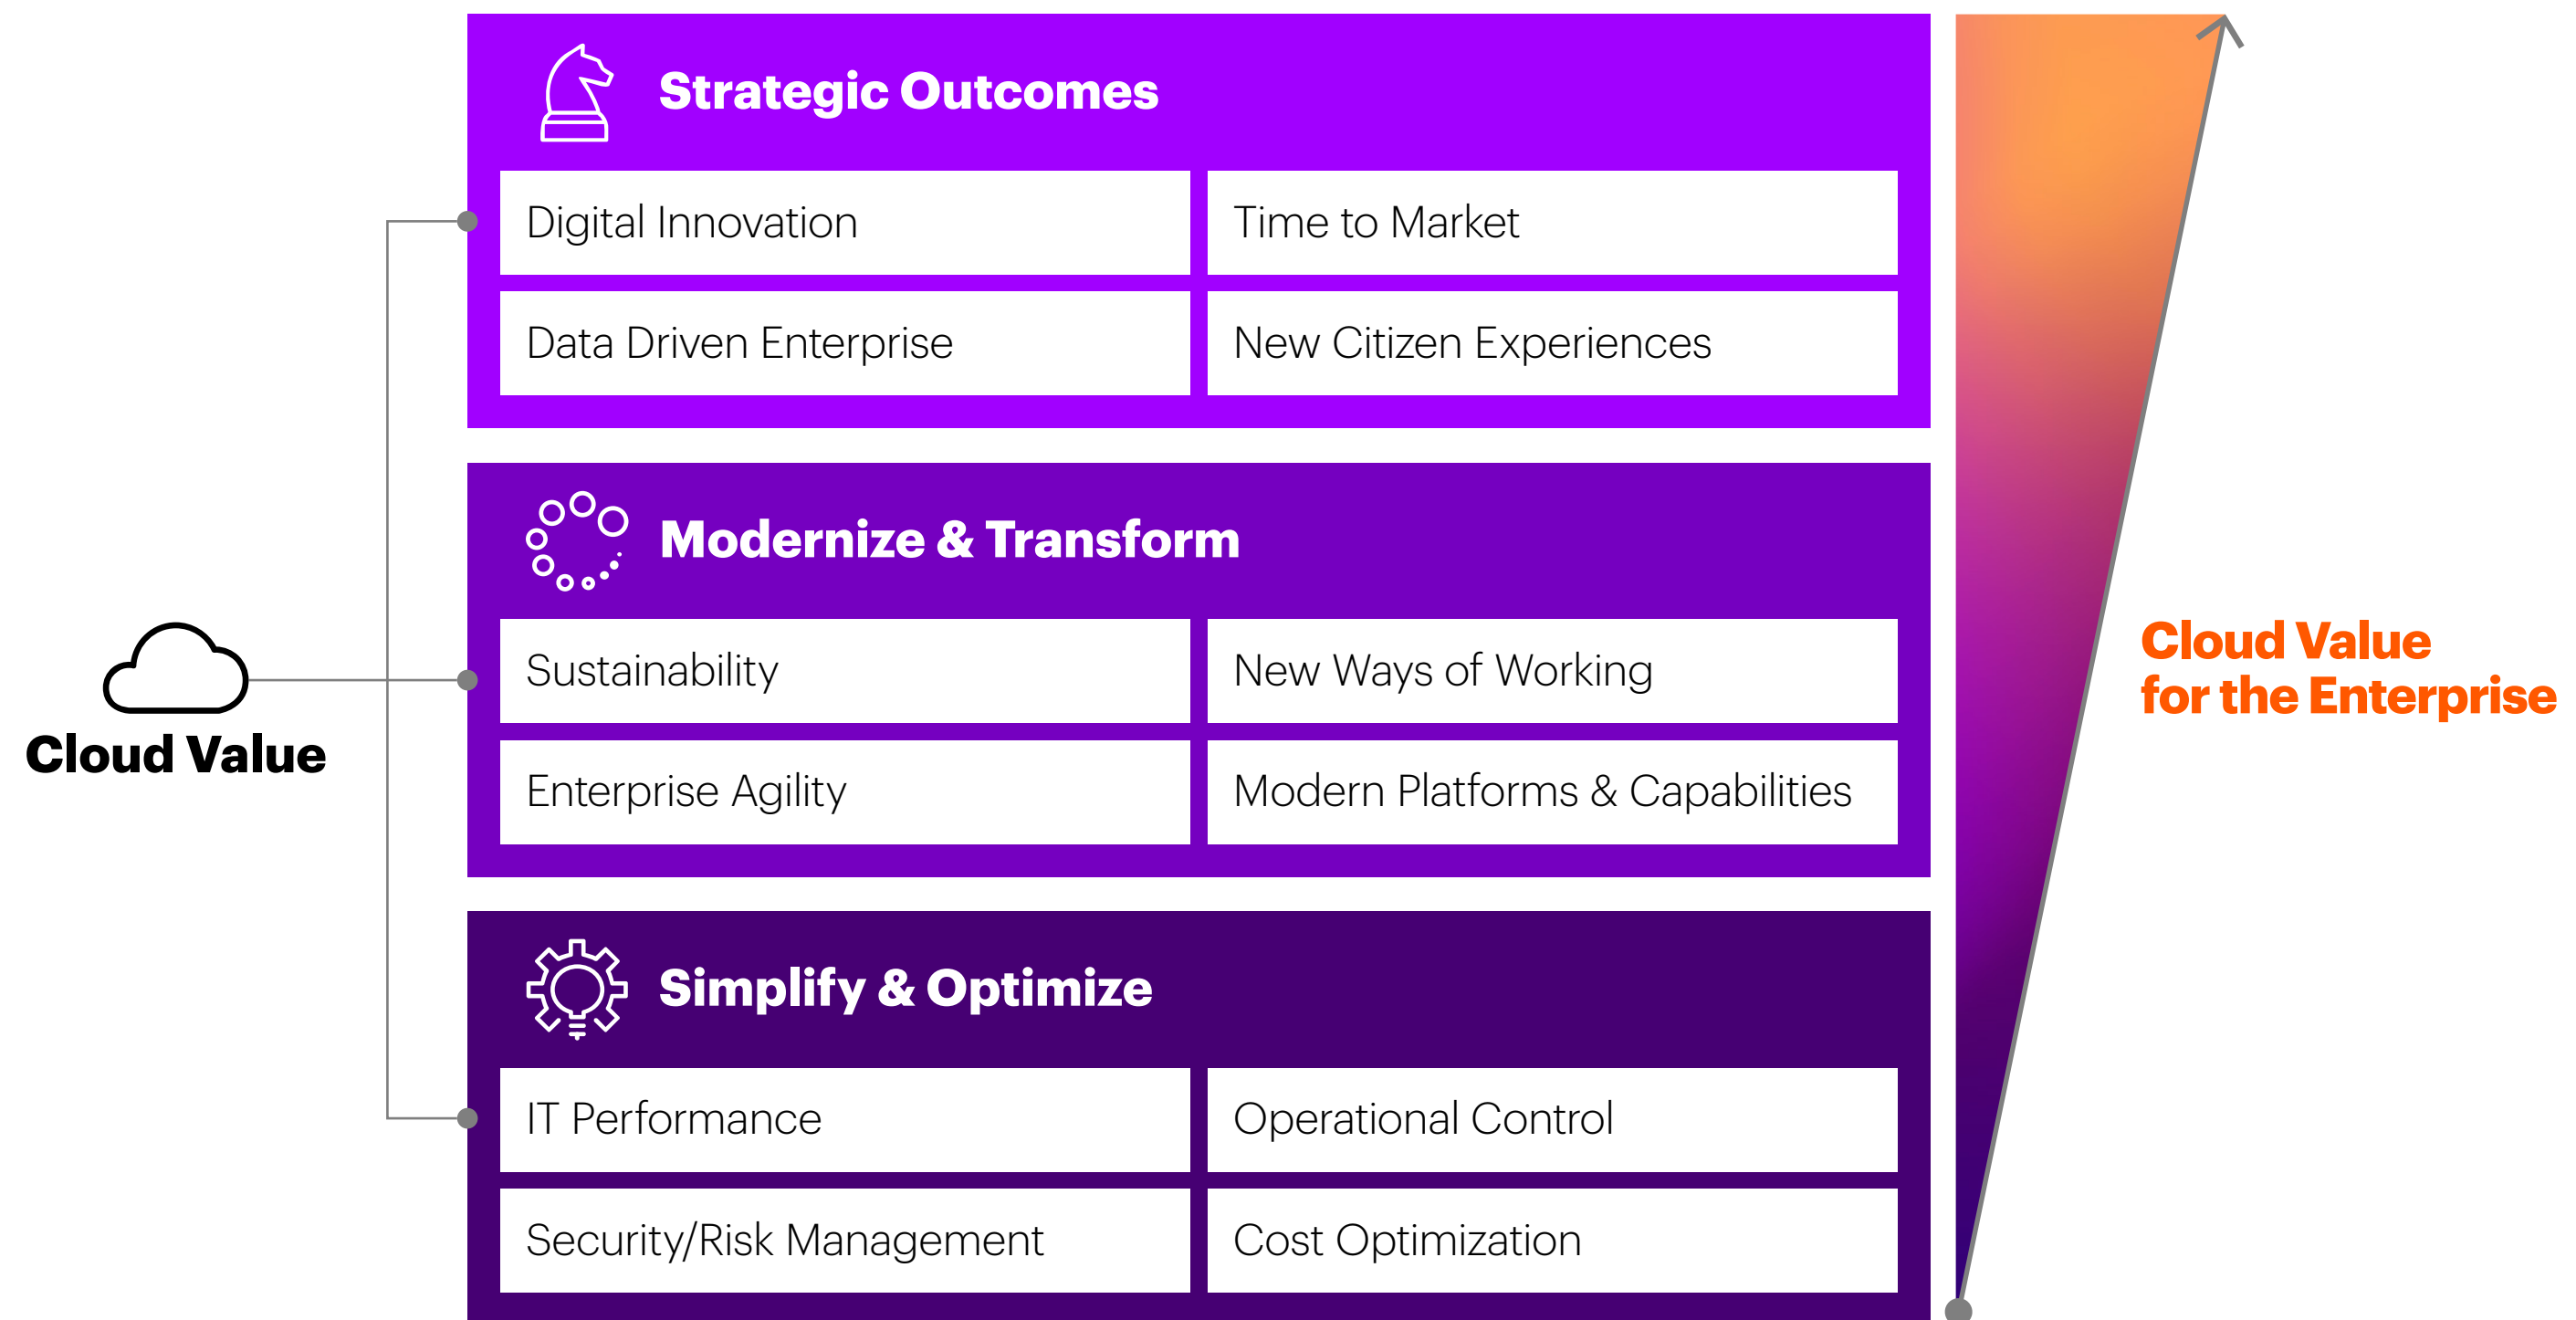 Strategic Outcomes
Digital Innovation
Time to Market
Data Driven Enterprise
New Citizen Experiences
Modernize & Transform
Sustainability
New Ways of Working
Enterprise Agility
Modern Platforms & Capabilities
Simplify & Optimize
IT Performance
Operational Control
Security/Risk Management
Cost Optimization
Cloud Value
Cloud Value
for the Enterprise